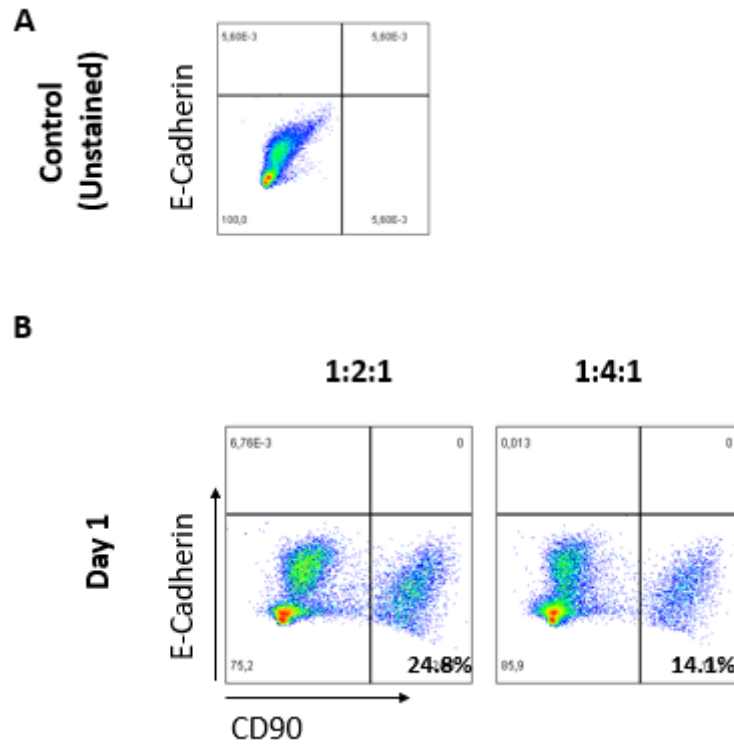 A
Control
(Unstained)
E-Cadherin
5,60E-3
5,60E-3
100,0
5,60E-3
B
1:2:1
1:4:1
Day 1
E-Cadherin
6,76E-3
0
75,2
24.8%
0,013
0
85,9
14.1%
CD90